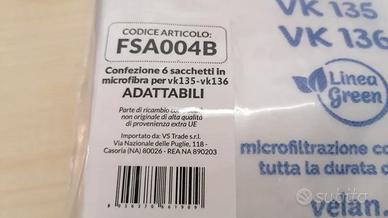 CODICE ARTICOLO:
FSA004B
Confezione 6 sacchetti in
microfibra per vk135-vk136
ADATTABILI
Parte di ricambio
non originale di alta qualità
di provenienza extra UE
Importato da: VS Trade s.r.l.
Via Nazionale delle Puglie, 118 -
Casoria (NA) 80026 - REA NA 890203
VK 135
VK 136
Linea
Green
microfiltrazione co
tutta la durata d
velan
subito